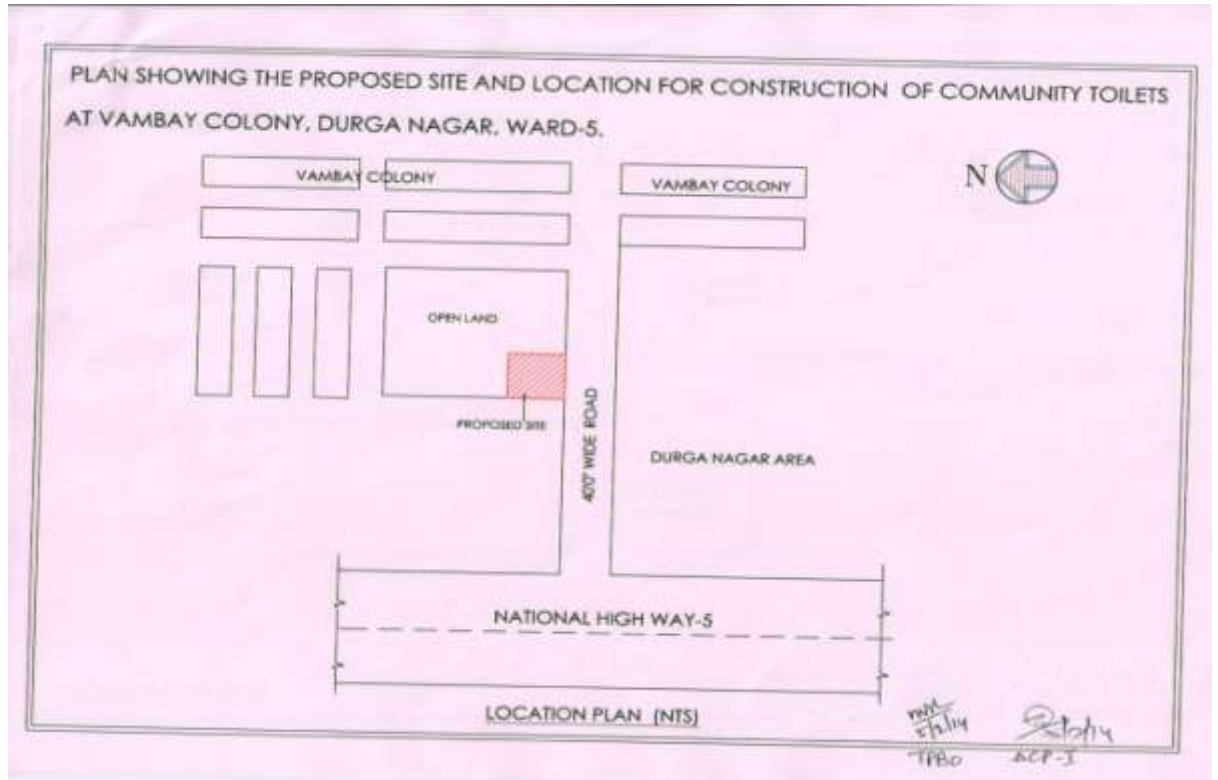 PLAN SHOWING THE PROPOSED SITE AND LOCATION FOR CONSTRUCTION OF COMMUNITY TOILETS
AT VAMBAY COLONY, DURGA NAGAR, WARD-5.
VAMBAY COLONY
VAMBAY COLONY
N
OPEN LAND
PROPOSED SITE
40'0" WIDE ROAD
DURGA NAGAR AREA
NATIONAL HIGH WAY-5
LOCATION PLAN (NTS)
TPBO
ACP-I